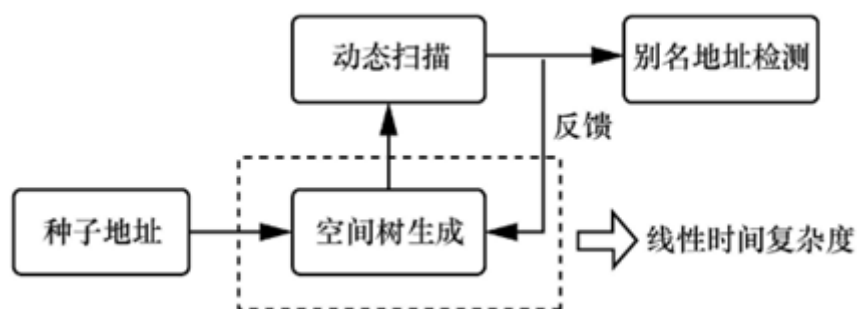 动态扫描
别名地址检测
反馈
种子地址
空间树生成
线性时间复杂度